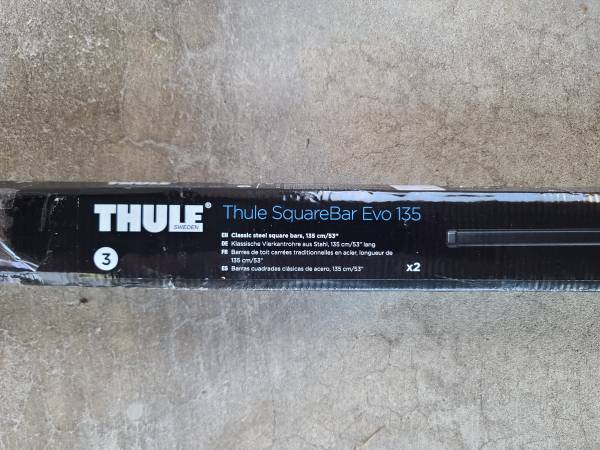 THULE®
SWEDEN
Thule SquareBar Evo 135
EN Classic steel square bars, 135 cm/53"
DE Klassische Vierkantrohre aus Stahl, 135 cm/53" lang
FR Barres de toit carrées traditionnelles en acier, longueur de
135 cm/53"
ES Barras cuadradas clásicas de acero, 135 cm/53"
3
x2